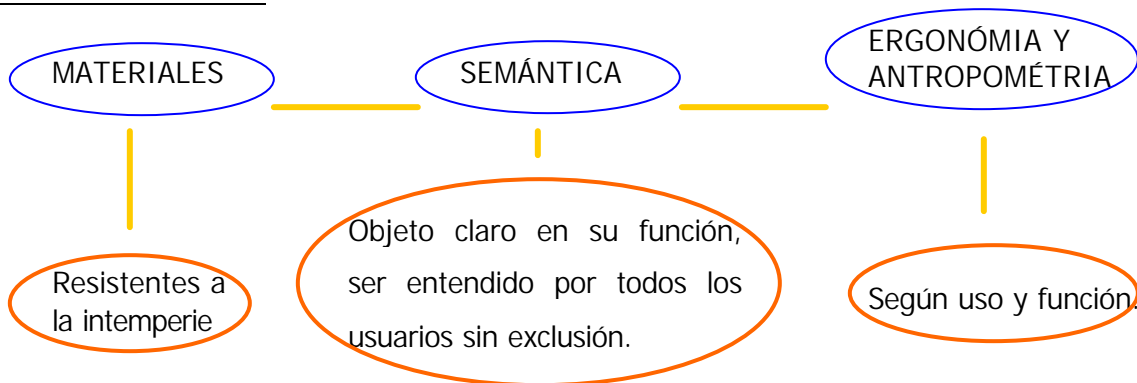 MATERIALES
SEMÁNTICA
ERGONÓMIA Y
ANTROPOMÉTRIA
Resistentes a
la intemperie
Objeto claro en su función,
ser entendido por todos los
usuarios sin exclusión.
Según uso y función.